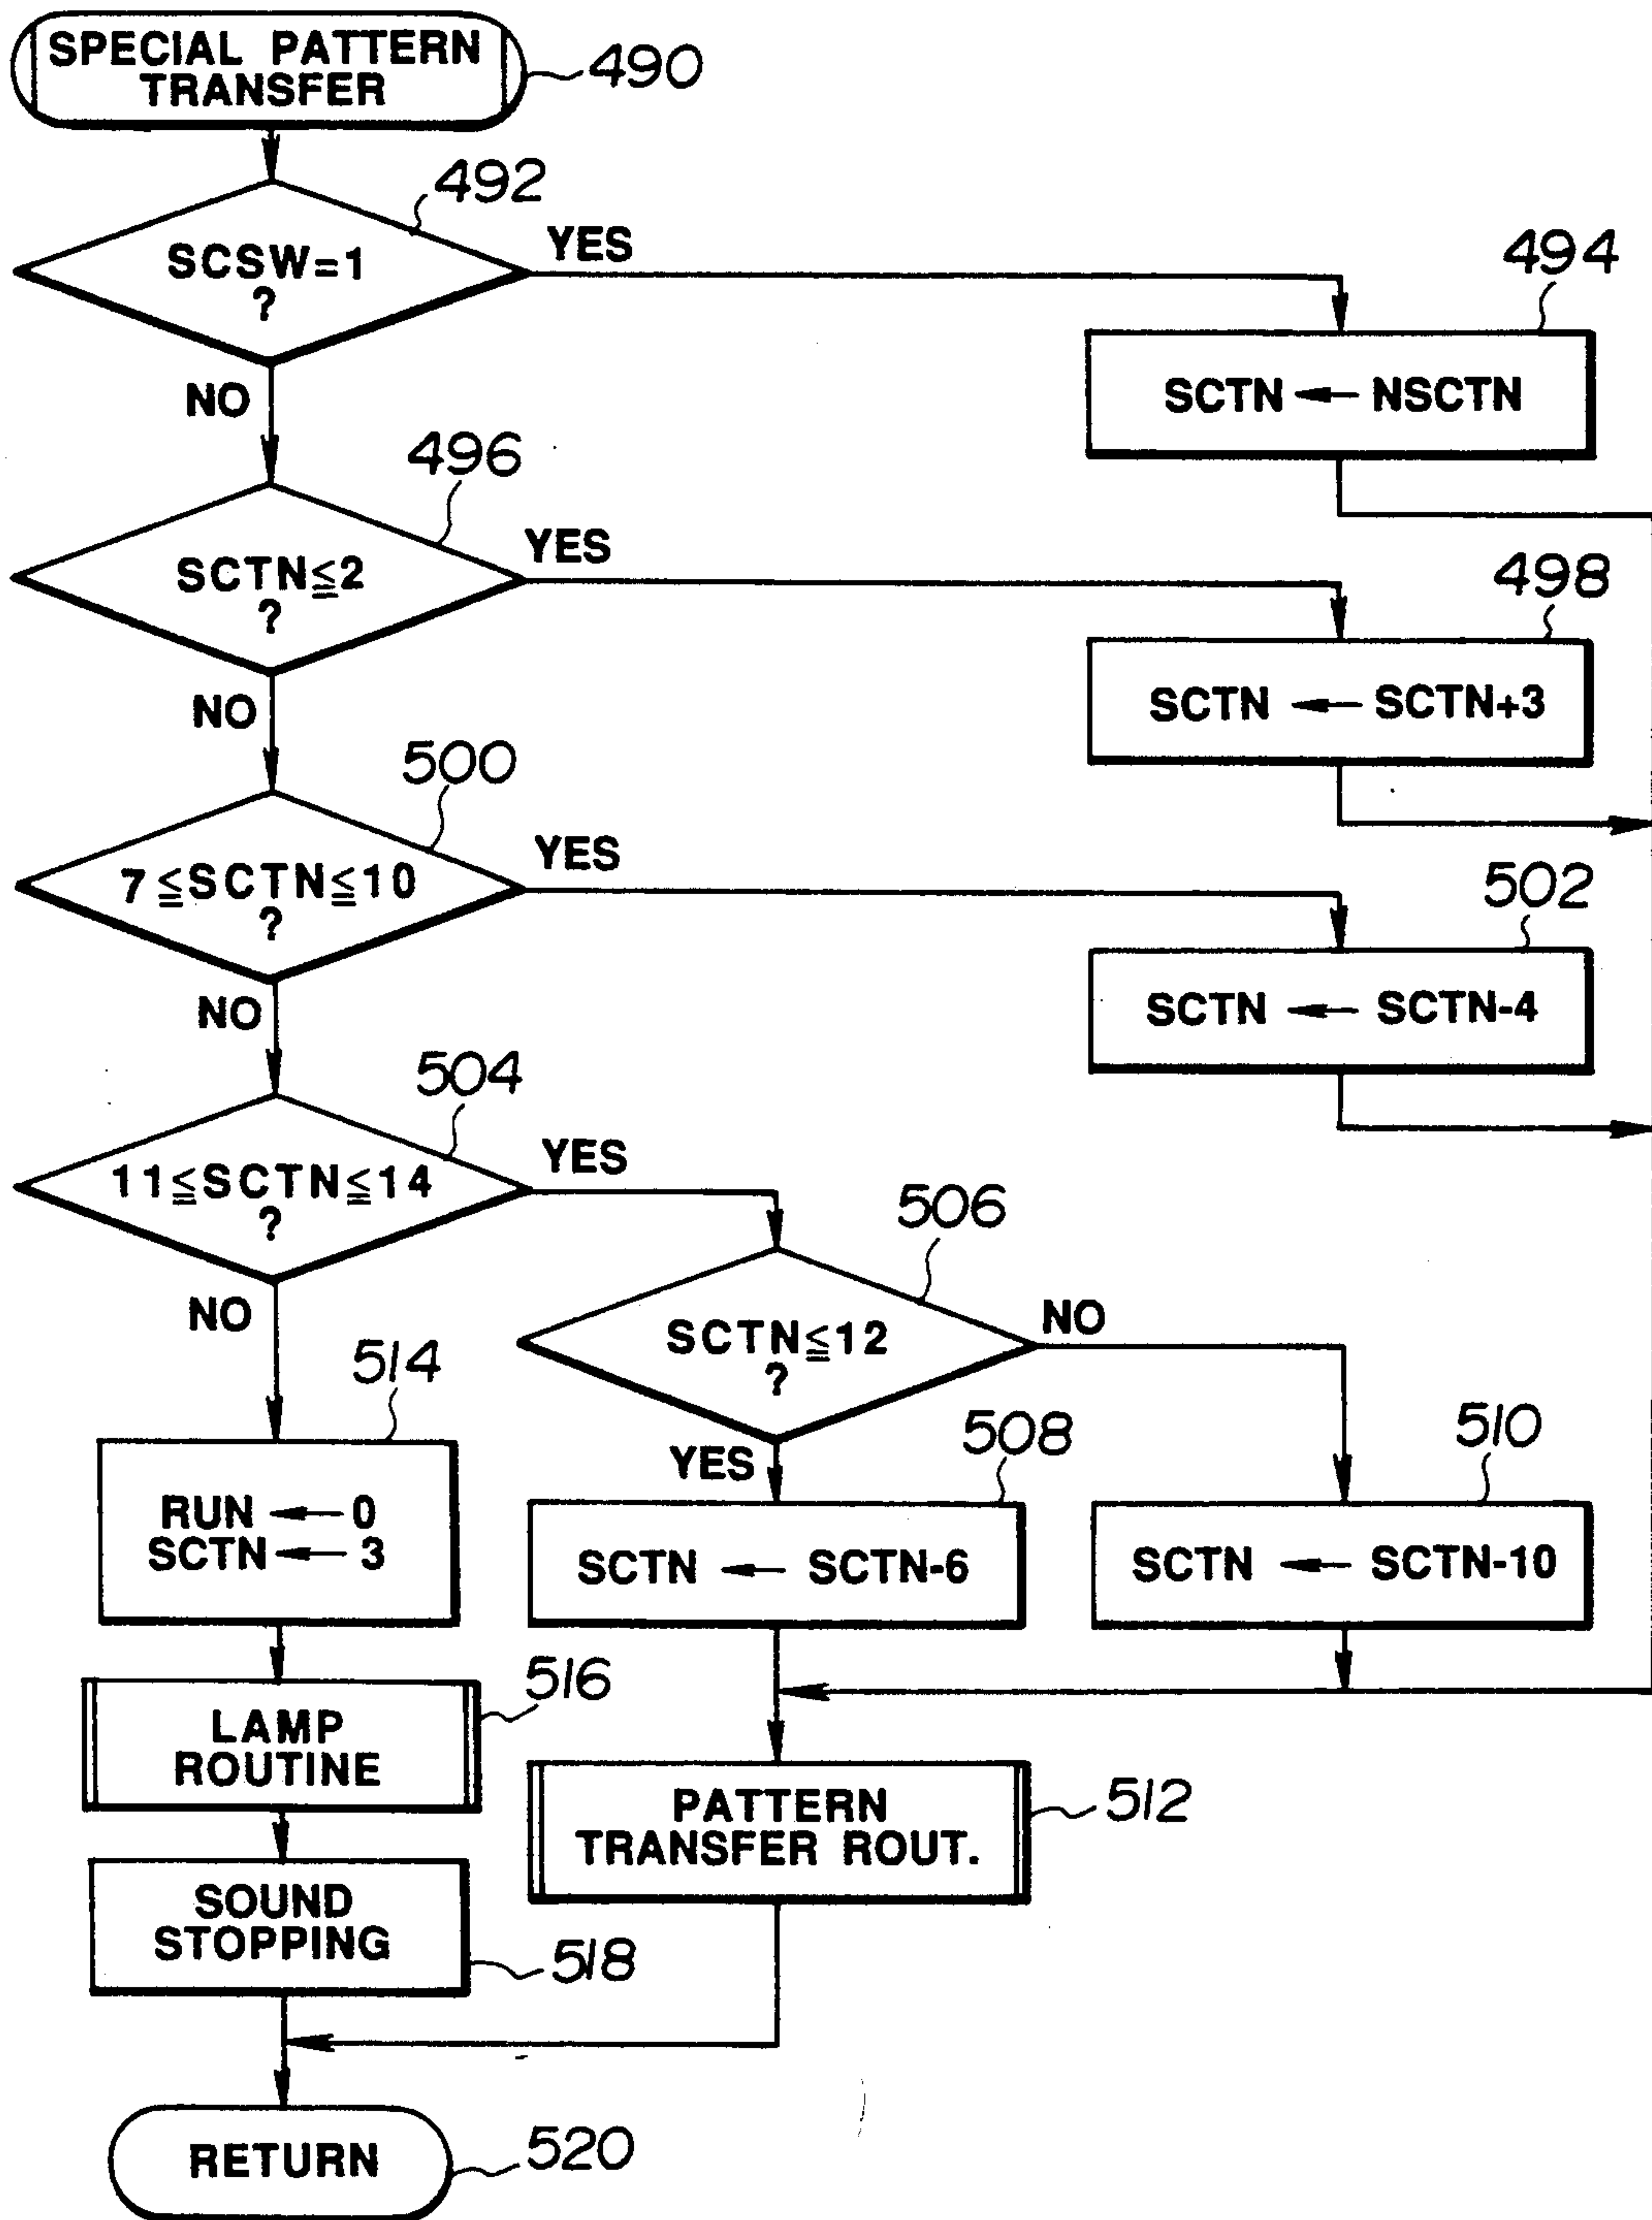 SPECIAL PATTERN
TRANSFER
490
492
SCSW=1
?
YES
NO
494
SCTN ← NSCTN
496
SCTN≦2
?
YES
NO
498
SCTN ← SCTN+3
500
7≦SCTN≦10
?
YES
NO
502
SCTN ← SCTN-4
504
11≦SCTN≦14
?
YES
NO
506
SCTN≦12
?
NO
YES
508
SCTN ← SCTN-6
510
SCTN ← SCTN-10
514
RUN ← 0
SCTN ← 3
516
LAMP
ROUTINE
512
PATTERN
TRANSFER ROUT.
SOUND
STOPPING
518
RETURN
520